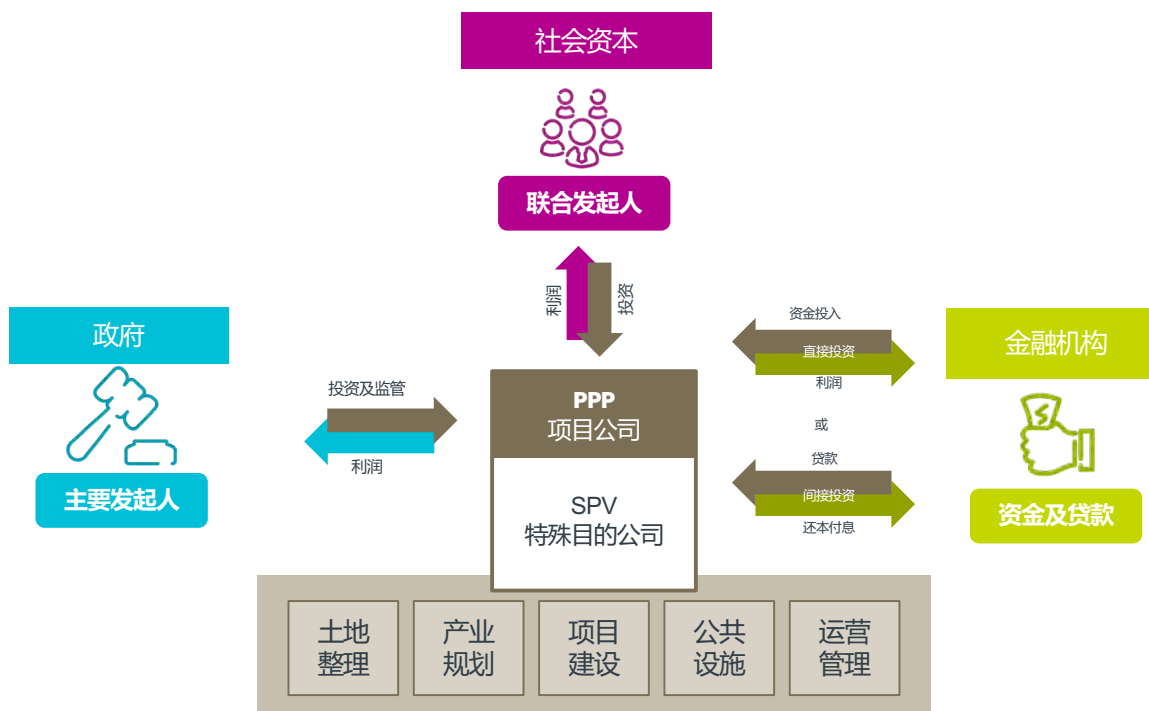 社会资本
联合发起人
利润
投资
政府
主要发起人
投资及监管
利润
PPP
项目公司
SPV
特殊目的公司
资金投入
直接投资
利润
或
贷款
间接投资
还本付息
金融机构
资金及贷款
土地
整理
产业
规划
项目
建设
公共
设施
运营
管理